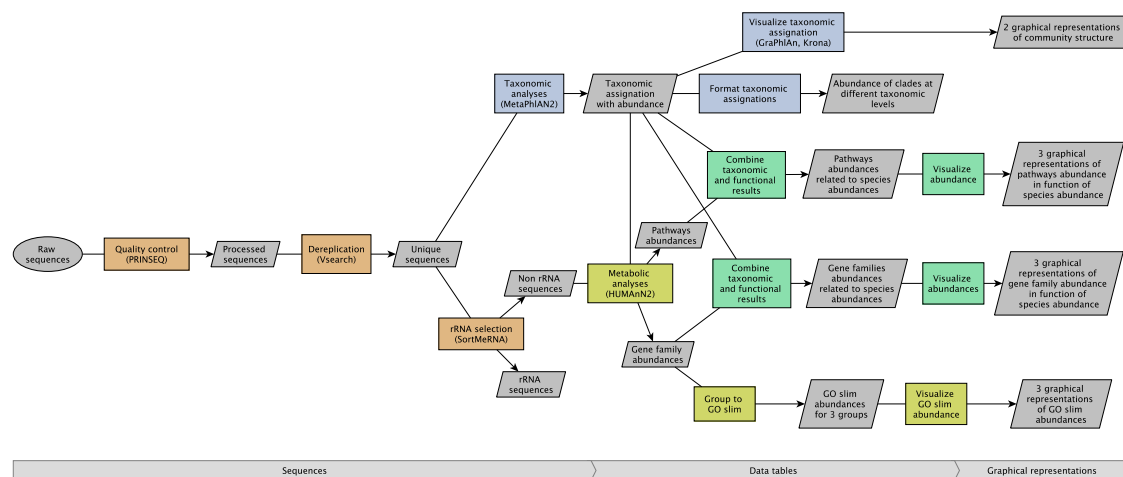 Visualize taxonomic
assignation
(GraPhlAn, Krona)
2 graphical representations
of community structure
Taxonomic
analyses
(MetaPhlAN2)
Taxonomic
assignation
with abundance
Format taxonomic
assignations
Abundance of clades at
different taxonomic
levels
Combine
taxonomic
and functional
results
Pathways
abundances
related to species
abundances
Visualize
abundance
3 graphical
representations of
pathways abundance
in function of
species abundance
Raw
sequences
Quality control
(PRINSEQ)
Processed
sequences
Dereplication
(Vsearch)
Unique
sequences
Pathways
abundances
Non rRNA
sequences
Metabolic
analyses
(HUMAnN2)
Combine
taxonomic
and functional
results
Gene families
abundances
related to species
abundances
Visualize
abundances
3 graphical
representations of
gene family abundance
in function of
species abundance
rRNA selection
(SortMeRNA)
Gene family
abundances
rRNA
sequences
Group to
GO slim
GO slim
abundances
for 3 groups
Visualize
GO slim
abundance
3 graphical
representations
of GO slim
abundances
Sequences
Data tables
Graphical representations